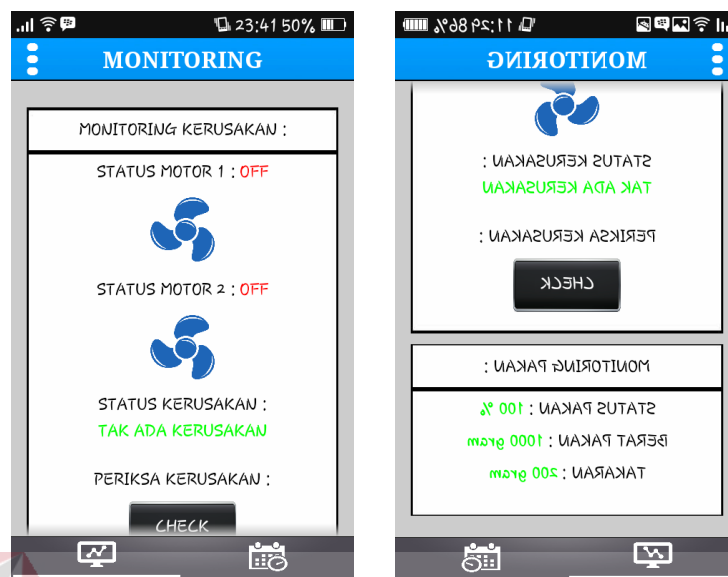 23:41 50%
MONITORING
MONITORING KERUSAKAN :
STATUS MOTOR 1 : OFF
STATUS MOTOR 2 : OFF
STATUS KERUSAKAN :
TAK ADA KERUSAKAN
PERIKSA KERUSAKAN :
CHECK
11:29 86%
MONITORING
STATUS KERUSAKAN :
TAK ADA KERUSAKAN
PERIKSA KERUSAKAN :
CHECK
MONITORING PAKAN :
STATUS PAKAN : 100 %
BERAT PAKAN : 1000 gram
TAKARAN : 200 gram